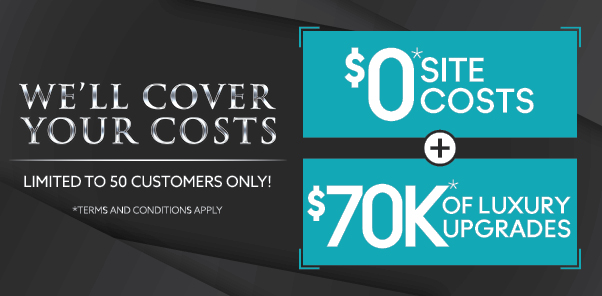 WE'LL COVER
YOUR COSTS
LIMITED TO 50 CUSTOMERS ONLY!
*TERMS AND CONDITIONS APPLY
$0* SITE
COSTS
+
$70K* OF LUXURY
UPGRADES